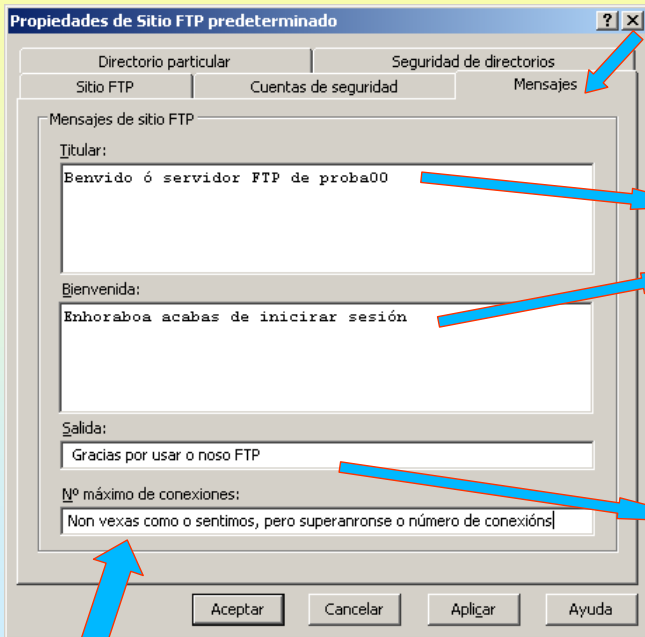 Propiedades de Sitio FTP predeterminado
Directorio particular
Seguridad de directorios
Sitio FTP
Cuentas de seguridad
Mensajes
Mensajes de sitio FTP
Titular:
Benvido ó servidor FTP de proba00
Bienvenida:
Enhoraboa acabas de inicirar sesión
Salida:
Gracias por usar o noso FTP
Nº máximo de conexiones:
Non vexas como o sentimos, pero superanronse o número de conexións
Aceptar
Cancelar
Aplicar
Ayuda